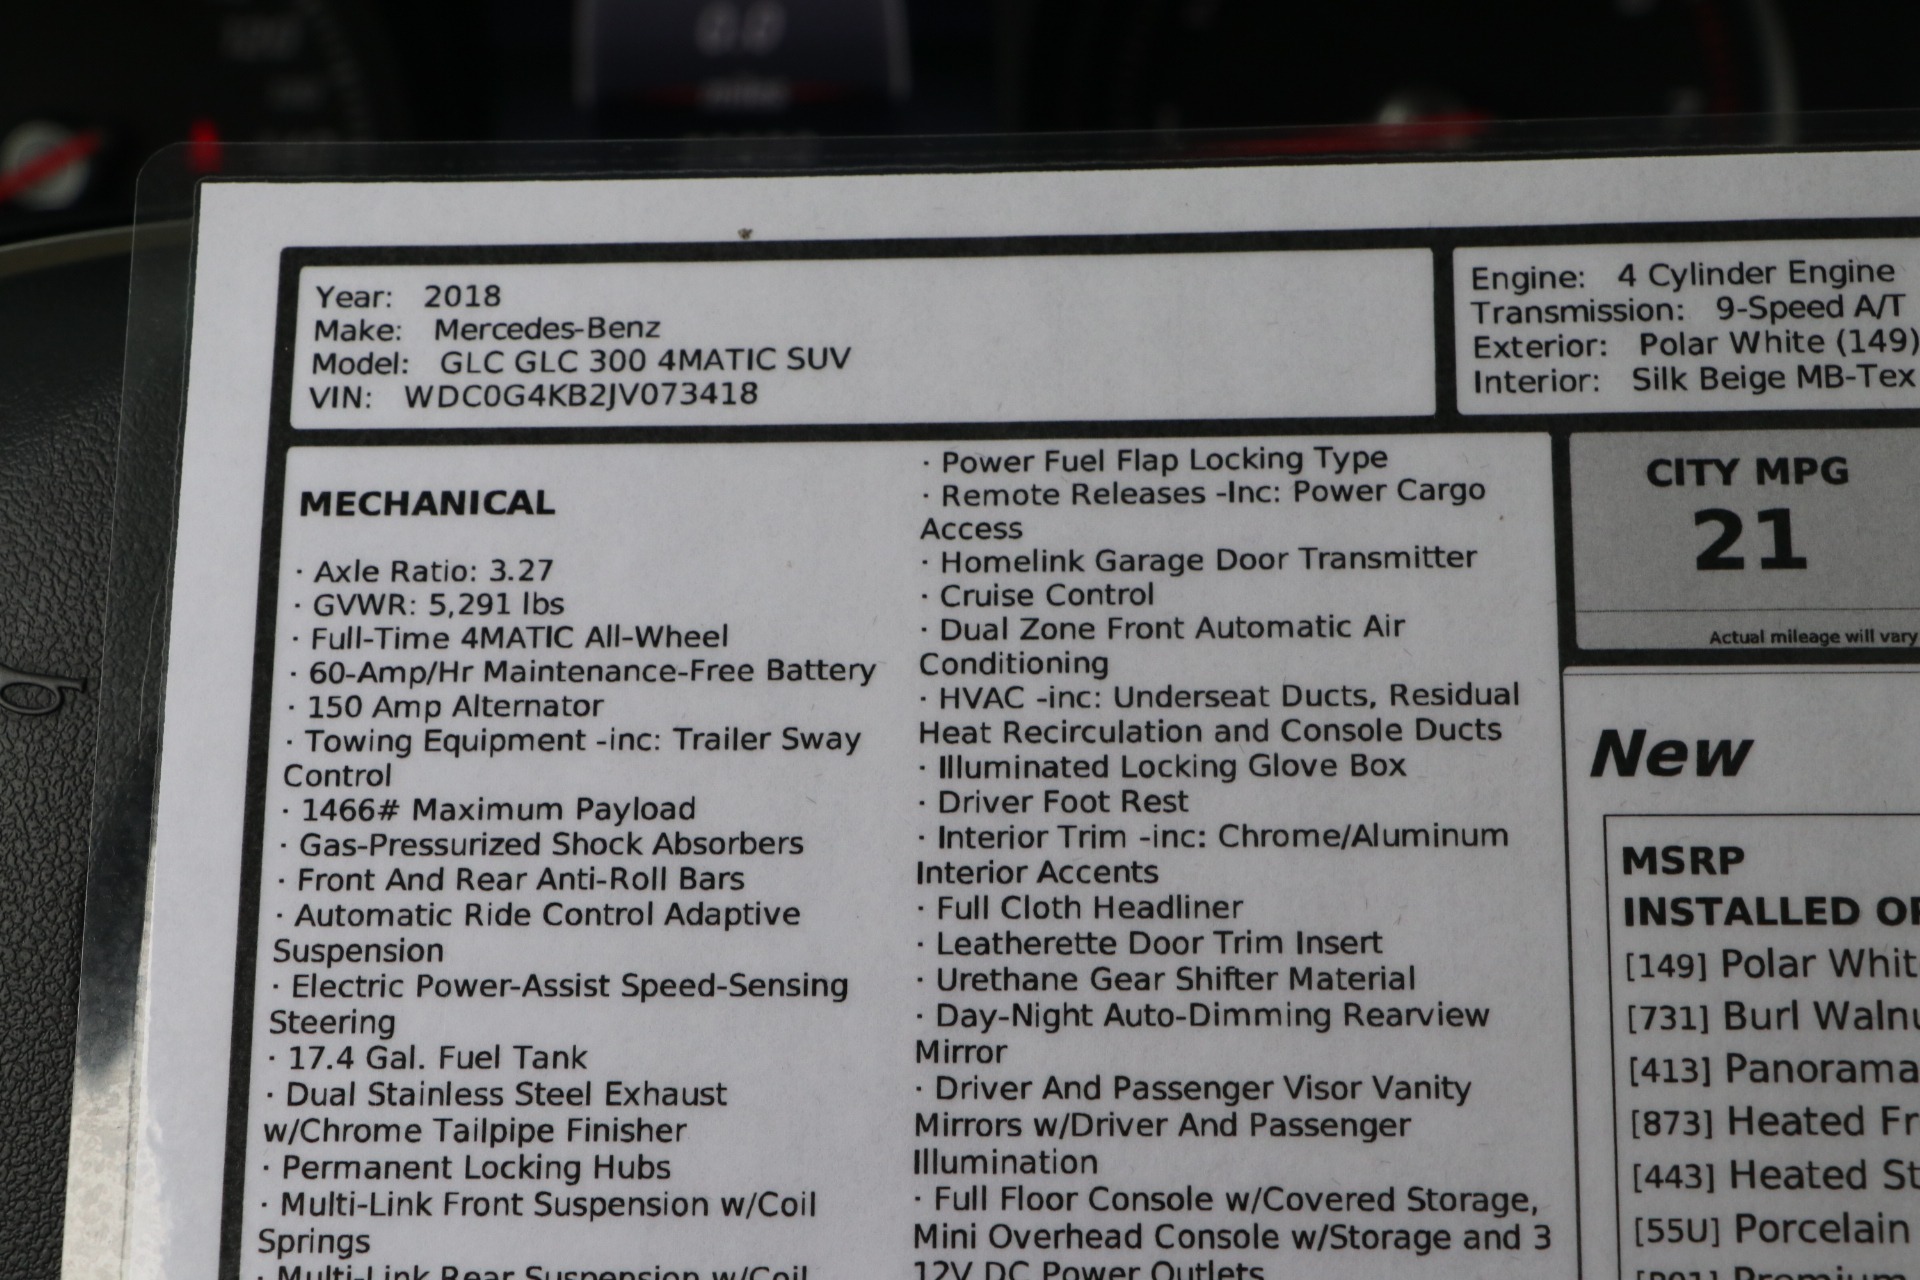 0.0
miles
Year: 2018
Make: Mercedes-Benz
Model: GLC GLC 300 4MATIC SUV
VIN: WDC0G4KB2JV073418
Engine: 4 Cylinder Engine
Transmission: 9-Speed A/T
Exterior: Polar White (149)
Interior: Silk Beige MB-Tex
MECHANICAL
· Axle Ratio: 3.27
· GVWR: 5,291 lbs
· Full-Time 4MATIC All-Wheel
· 60-Amp/Hr Maintenance-Free Battery
· 150 Amp Alternator
· Towing Equipment -inc: Trailer Sway
Control
· 1466# Maximum Payload
· Gas-Pressurized Shock Absorbers
· Front And Rear Anti-Roll Bars
· Automatic Ride Control Adaptive
Suspension
· Electric Power-Assist Speed-Sensing
Steering
· 17.4 Gal. Fuel Tank
· Dual Stainless Steel Exhaust
w/Chrome Tailpipe Finisher
· Permanent Locking Hubs
· Multi-Link Front Suspension w/Coil
Springs
· Multi-Link Rear Suspension w/Coil
· Power Fuel Flap Locking Type
· Remote Releases -Inc: Power Cargo
Access
· Homelink Garage Door Transmitter
· Cruise Control
· Dual Zone Front Automatic Air
Conditioning
· HVAC -inc: Underseat Ducts, Residual
Heat Recirculation and Console Ducts
· Illuminated Locking Glove Box
· Driver Foot Rest
· Interior Trim -inc: Chrome/Aluminum
Interior Accents
· Full Cloth Headliner
· Leatherette Door Trim Insert
· Urethane Gear Shifter Material
· Day-Night Auto-Dimming Rearview
Mirror
· Driver And Passenger Visor Vanity
Mirrors w/Driver And Passenger
Illumination
· Full Floor Console w/Covered Storage,
Mini Overhead Console w/Storage and 3
12V DC Power Outlets
CITY MPG
21
Actual mileage will vary
New
MSRP
INSTALLED
[149] Polar Whit
[731] Burl Waln
[413] Panorama
[873] Heated Fr
[443] Heated St
[55U] Porcelain
Premium